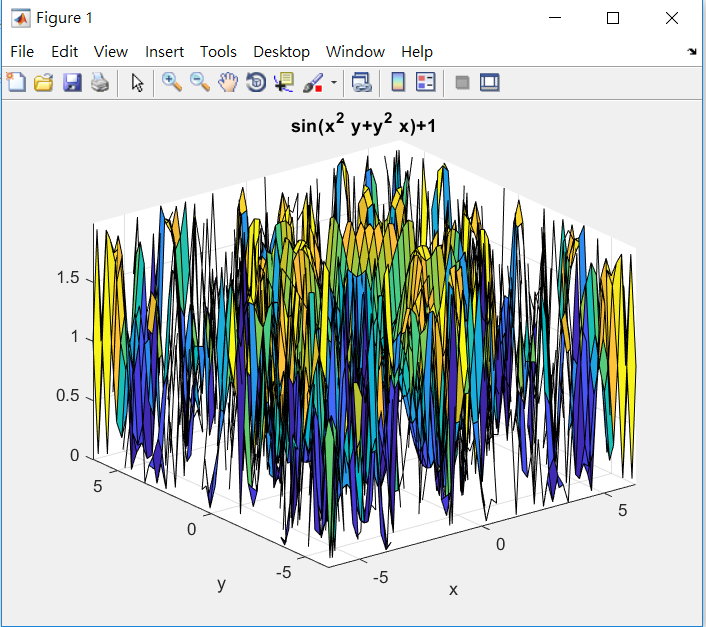 Figure 1
File Edit View Insert Tools Desktop Window Help
sin(x² y+y² x)+1
1.5
1
0.5
0
5
0
-5
y
-5
0
5
x